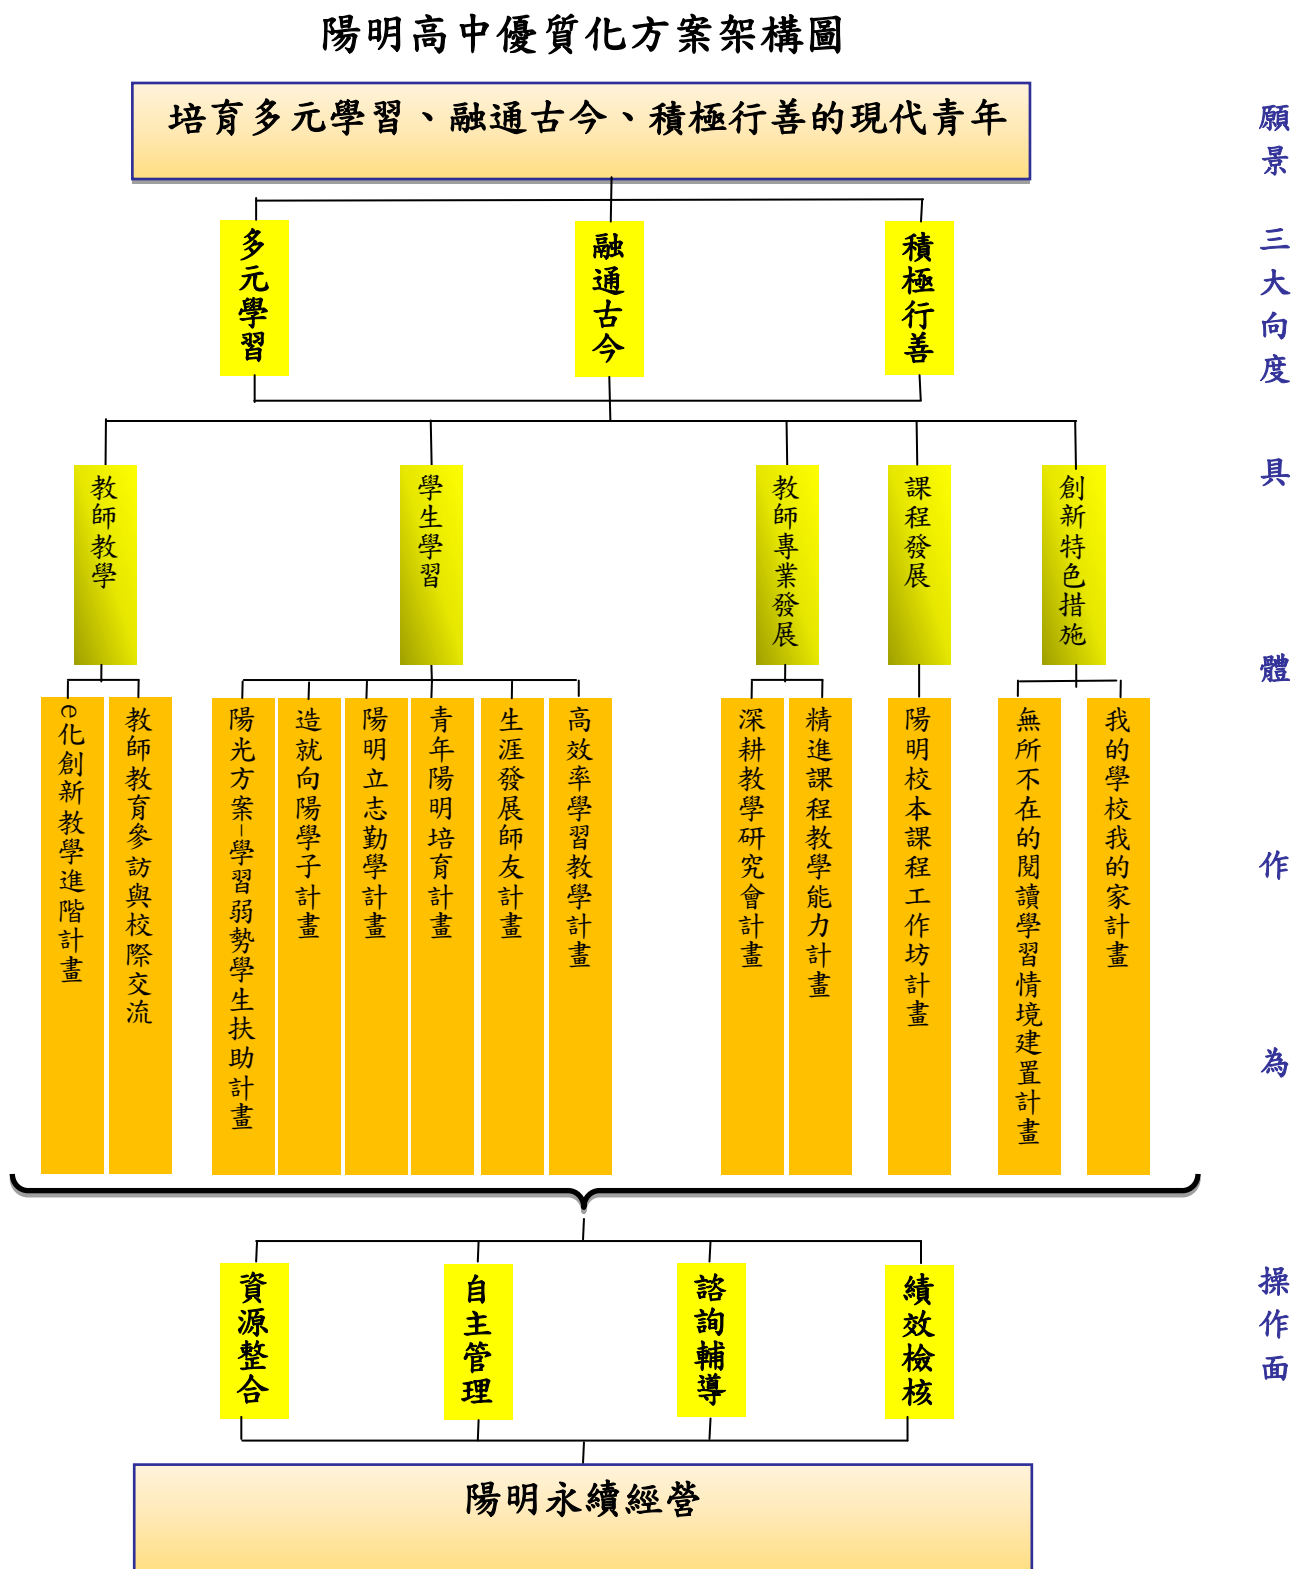 陽明高中優質化方案架構圖
培育多元學習、融通古今、積極行善的現代青年
願景
多元學習
融通古今
積極行善
三大向度
教師教學
學生學習
教師專業發展
課程發展
創新特色措施
具體作為
e化創新教學進階計畫
教師教育參訪與校際交流
陽光方案-學習弱勢學生扶助計畫
造就向陽學子計畫
陽明立志勤學計畫
青年陽明培育計畫
生涯發展師友計畫
高效率學習教學計畫
深耕教學研究會計畫
精進課程教學能力計畫
陽明校本課程工作坊計畫
無所不在的閱讀學習情境建置計畫
我的學校我的家計畫
資源整合
自主管理
諮詢輔導
績效檢核
操作面
陽明永續經營